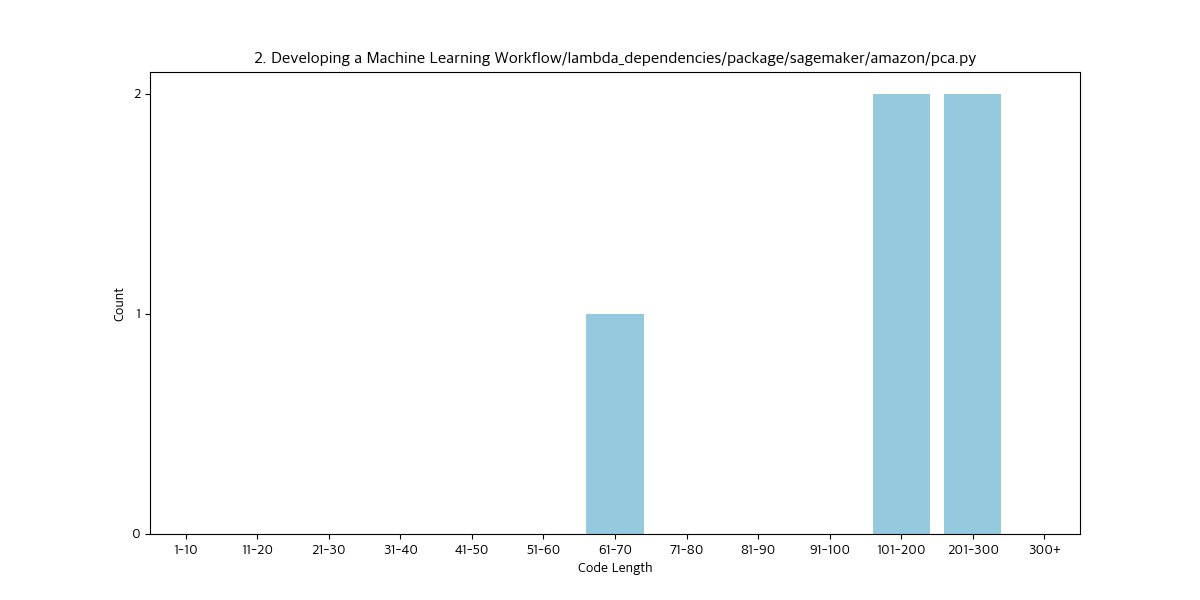 2. Developing a Machine Learning Workflow/lambda_dependencies/package/sagemaker/amazon/pca.py
2
1
0
Count
1-10 11-20 21-30 31-40 41-50 51-60 61-70 71-80 81-90 91-100 101-200 201-300 300+
Code Length